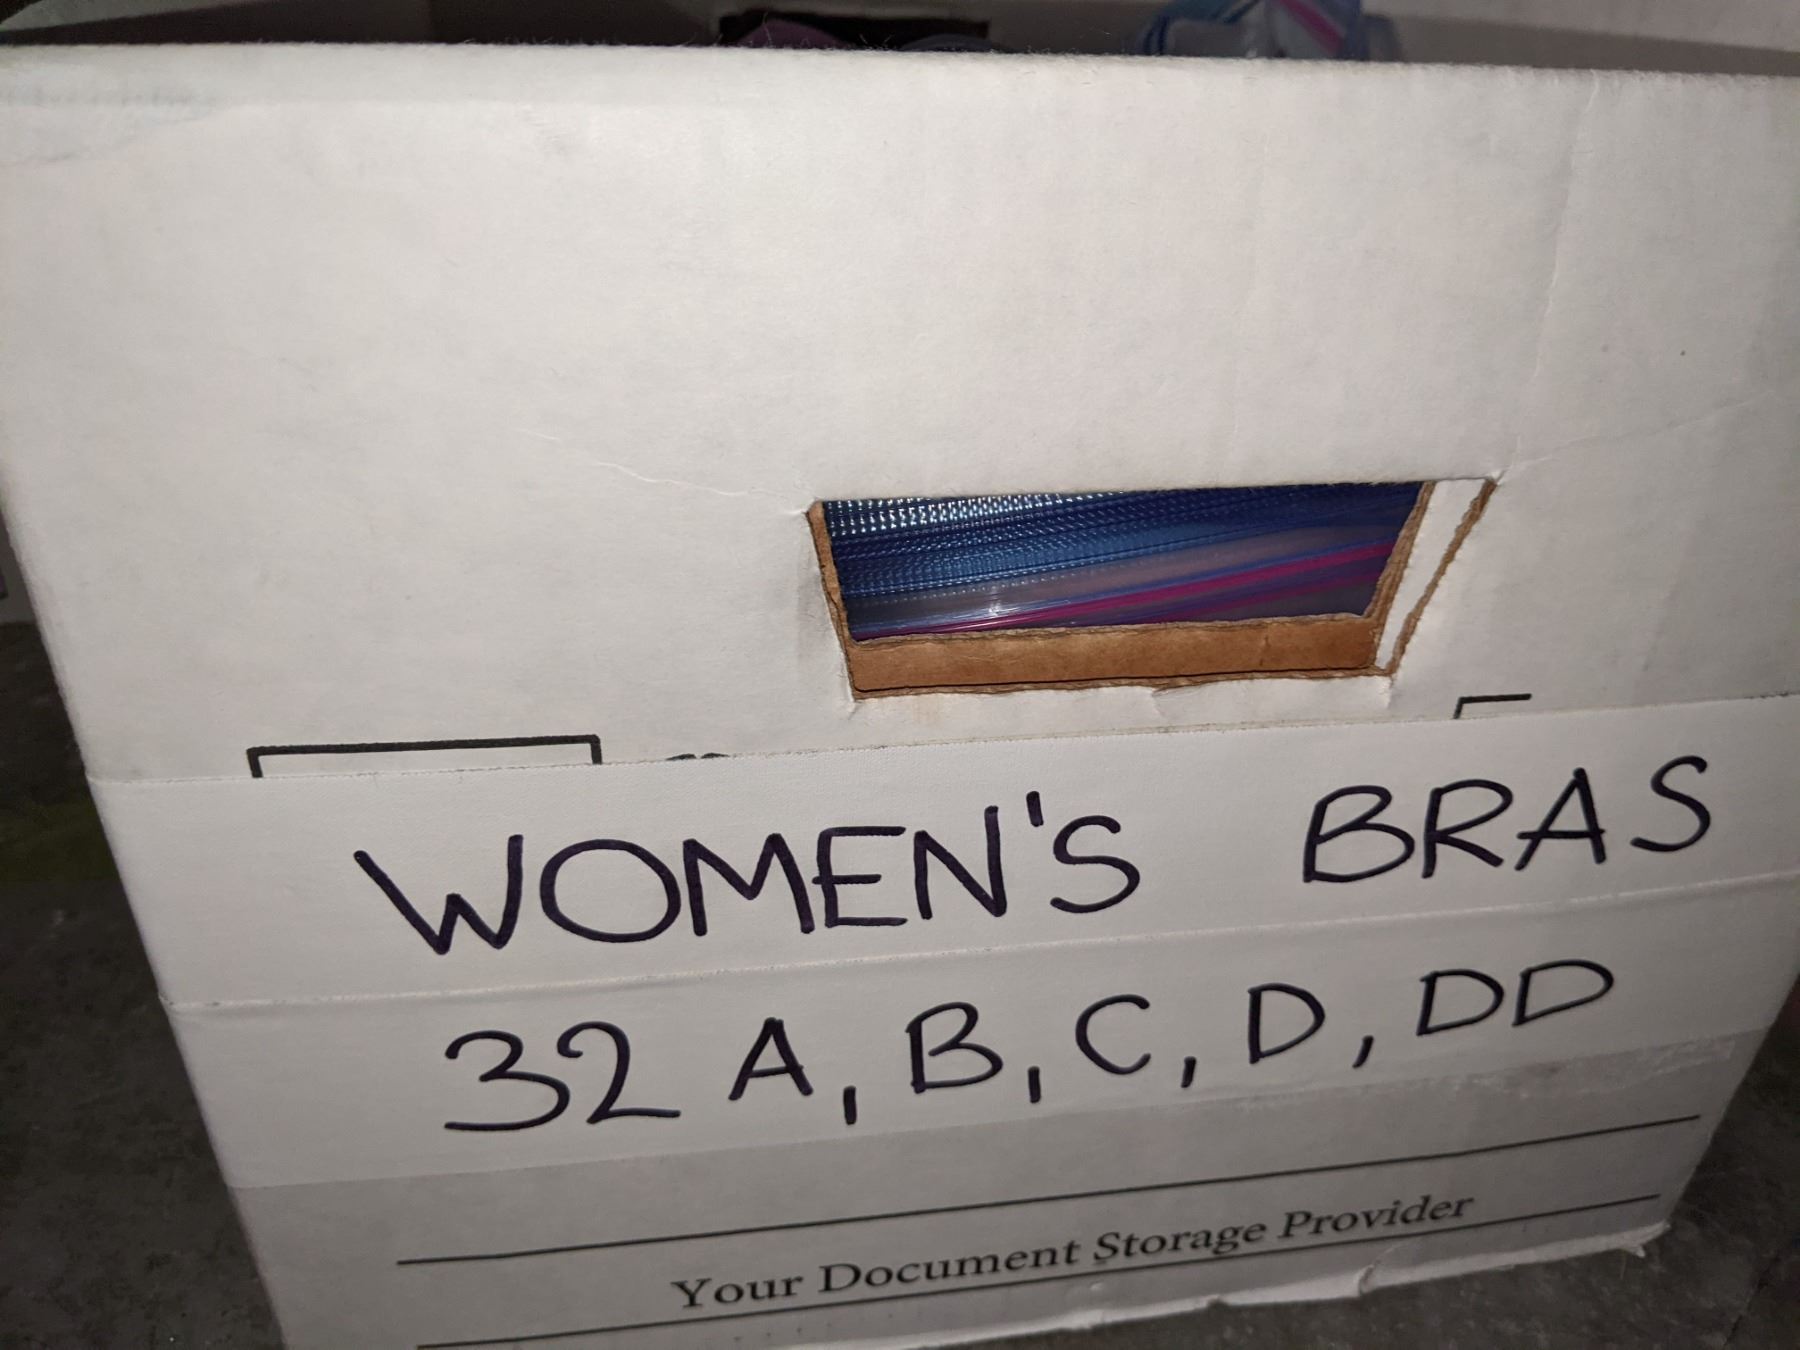 WOMEN'S BRAS
32 A, B, C, D, DD
Your Document Storage Provider